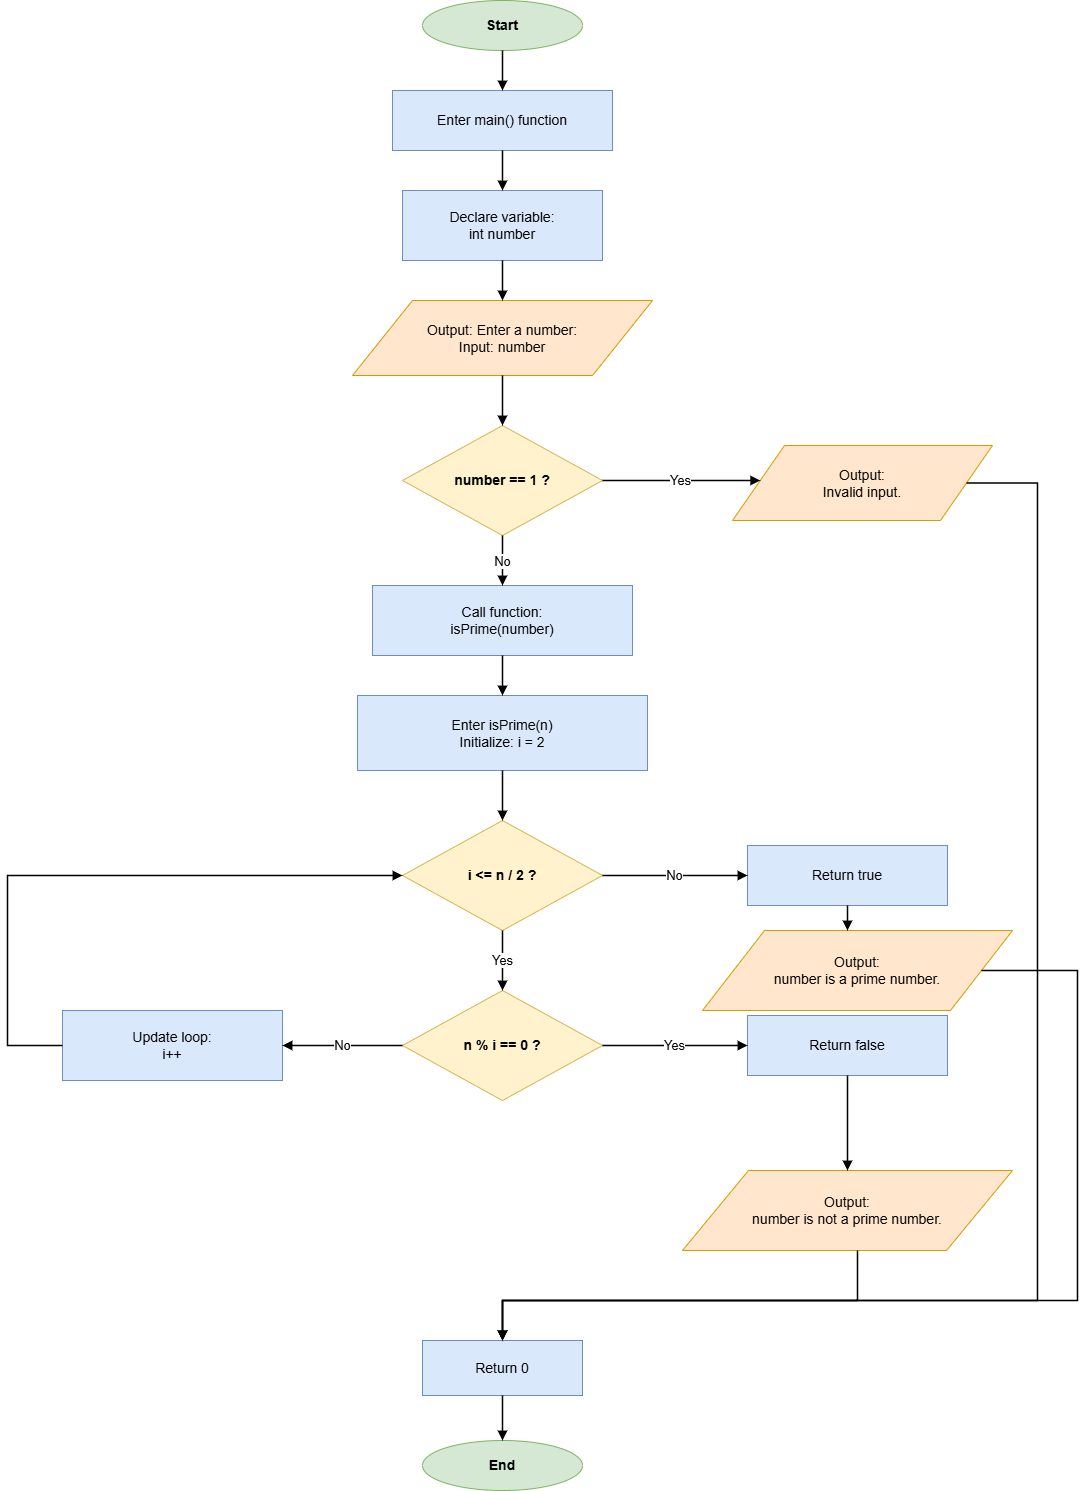 Start
Enter main() function
Declare variable:
int number
Output: Enter a number:
Input: number
number == 1 ?
Yes
Output:
Invalid input.
No
Call function:
isPrime(number)
Enter isPrime(n)
Initialize: i = 2
i <= n / 2 ?
No
Return true
Output:
number is a prime number.
Yes
Update loop:
i++
No
n % i == 0 ?
Yes
Return false
Output:
number is not a prime number.
Return 0
End